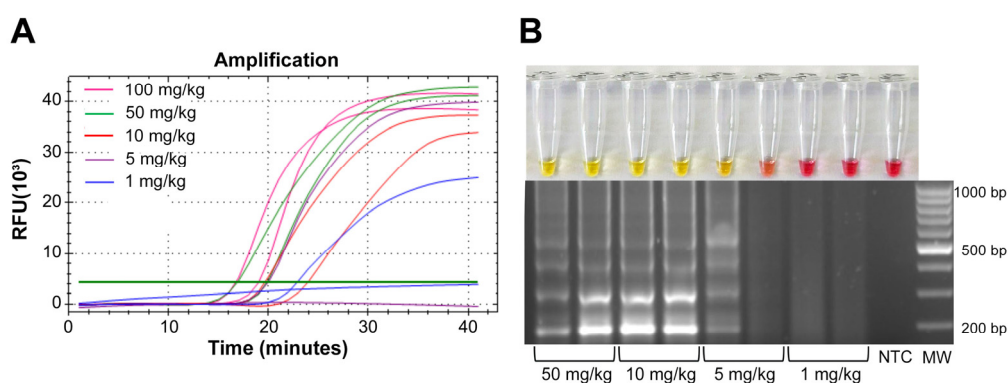 A
Amplification
RFU(10³)
40
30
20
10
0
100 mg/kg
50 mg/kg
10 mg/kg
5 mg/kg
1 mg/kg
0
10
20
30
40
Time (minutes)
B
1000 bp
500 bp
200 bp
50 mg/kg
10 mg/kg
5 mg/kg
1 mg/kg
NTC
MW